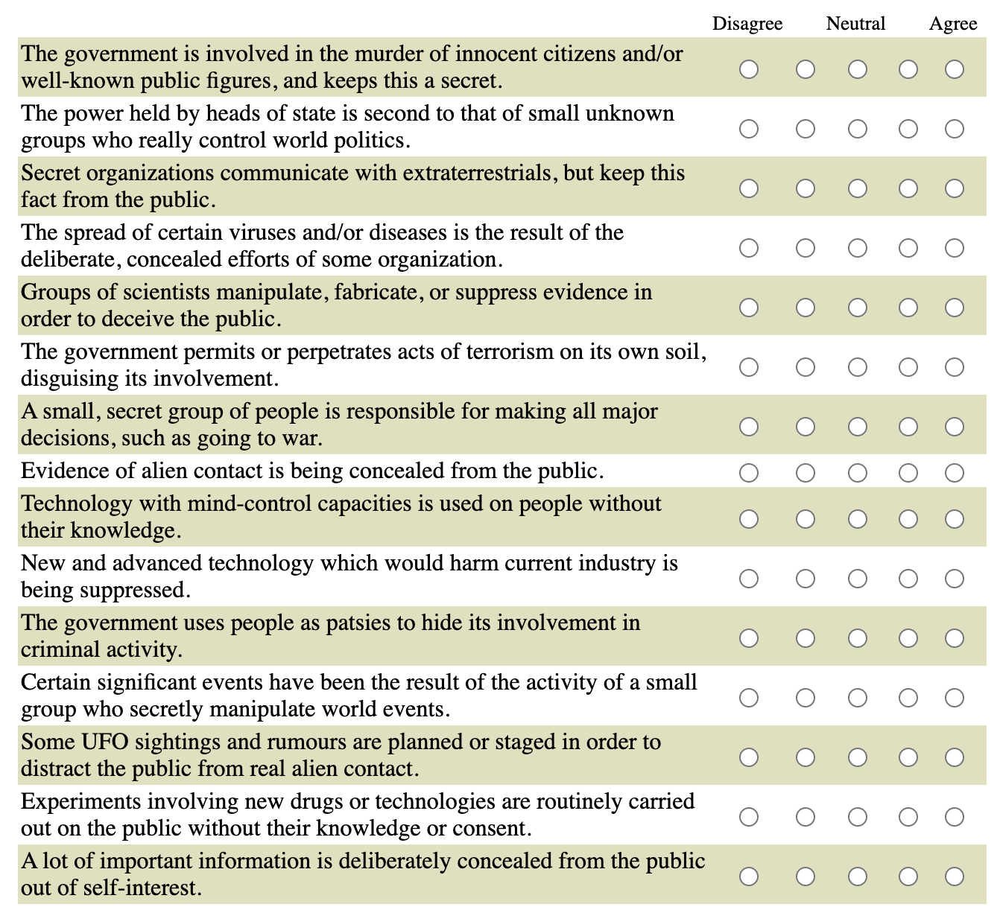 Disagree Neutral Agree
The government is involved in the murder of innocent citizens and/or
well-known public figures, and keeps this a secret.
The power held by heads of state is second to that of small unknown
groups who really control world politics.
Secret organizations communicate with extraterrestrials, but keep this
fact from the public.
The spread of certain viruses and/or diseases is the result of the
deliberate, concealed efforts of some organization.
Groups of scientists manipulate, fabricate, or suppress evidence in
order to deceive the public.
The government permits or perpetrates acts of terrorism on its own soil,
disguising its involvement.
A small, secret group of people is responsible for making all major
decisions, such as going to war.
Evidence of alien contact is being concealed from the public.
Technology with mind-control capacities is used on people without
their knowledge.
New and advanced technology which would harm current industry is
being suppressed.
The government uses people as patsies to hide its involvement in
criminal activity.
Certain significant events have been the result of the activity of a small
group who secretly manipulate world events.
Some UFO sightings and rumours are planned or staged in order to
distract the public from real alien contact.
Experiments involving new drugs or technologies are routinely carried
out on the public without their knowledge or consent.
A lot of important information is deliberately concealed from the public
out of self-interest.